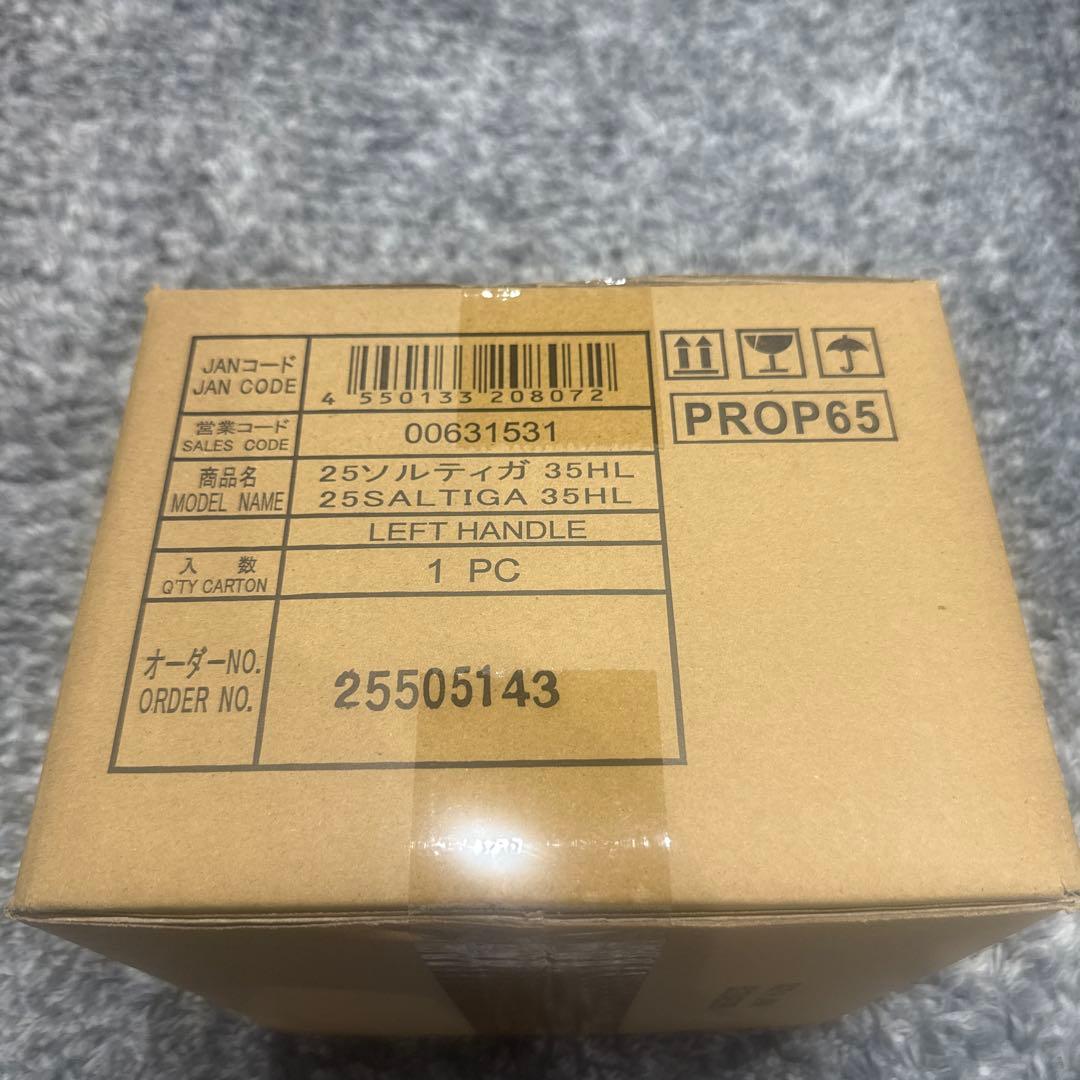 JANコード
JAN CODE
4 550133 208072
営業コード
SALES CODE
00631531
商品名
MODEL NAME
25ソルティガ 35HL
25SALTIGA 35HL
LEFT HANDLE
入 数
Q'TY CARTON
1 PC
オーダーNO.
ORDER NO.
25505143
PROP65